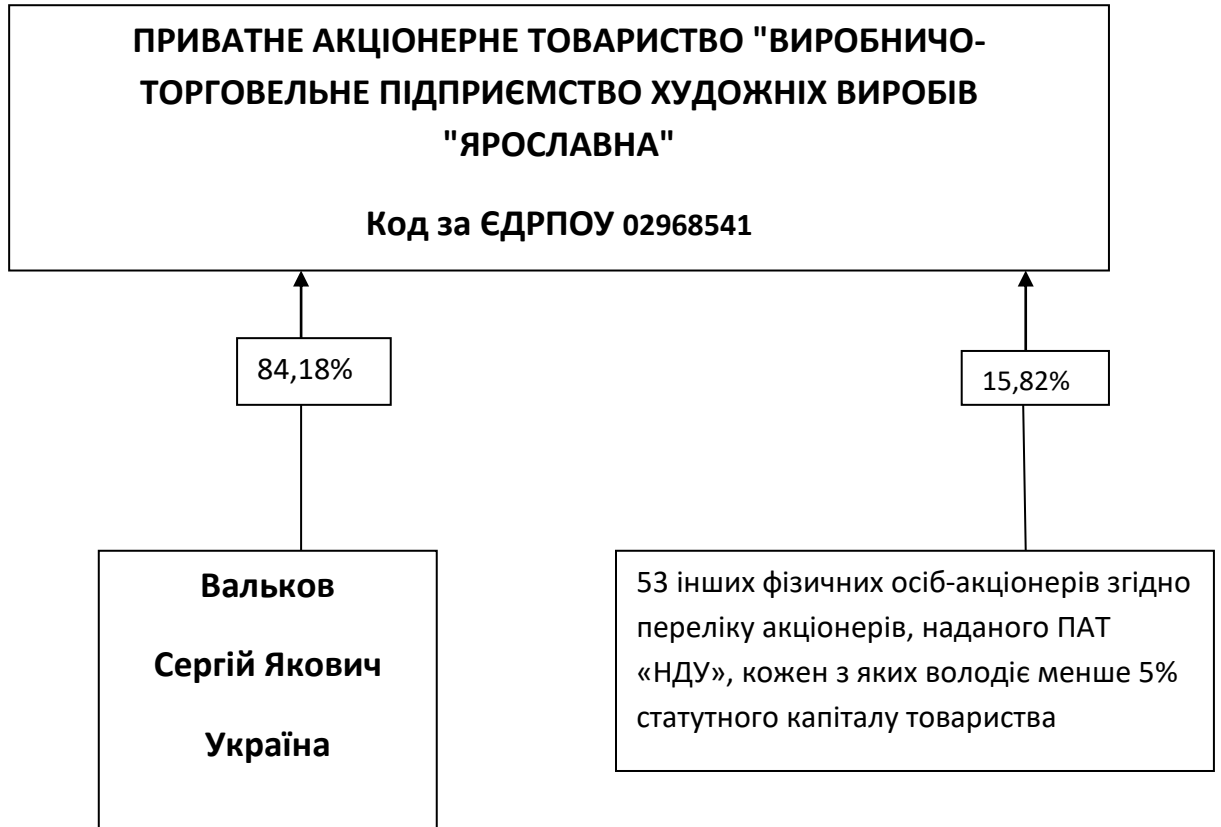 ПРИВАТНЕ АКЦІОНЕРНЕ ТОВАРИСТВО "ВИРОБНИЧО-
ТОРГОВЕЛЬНЕ ПІДПРИЄМСТВО ХУДОЖНІХ ВИРОБІВ
"ЯРОСЛАВНА"
Код за ЄДРПОУ 02968541
84,18%
15,82%
Вальков
Сергій Якович
Україна
53 інших фізичних осіб-акціонерів згідно
переліку акціонерів, наданого ПАТ
«НДУ», кожен з яких володіє менше 5%
статутного капіталу товариства